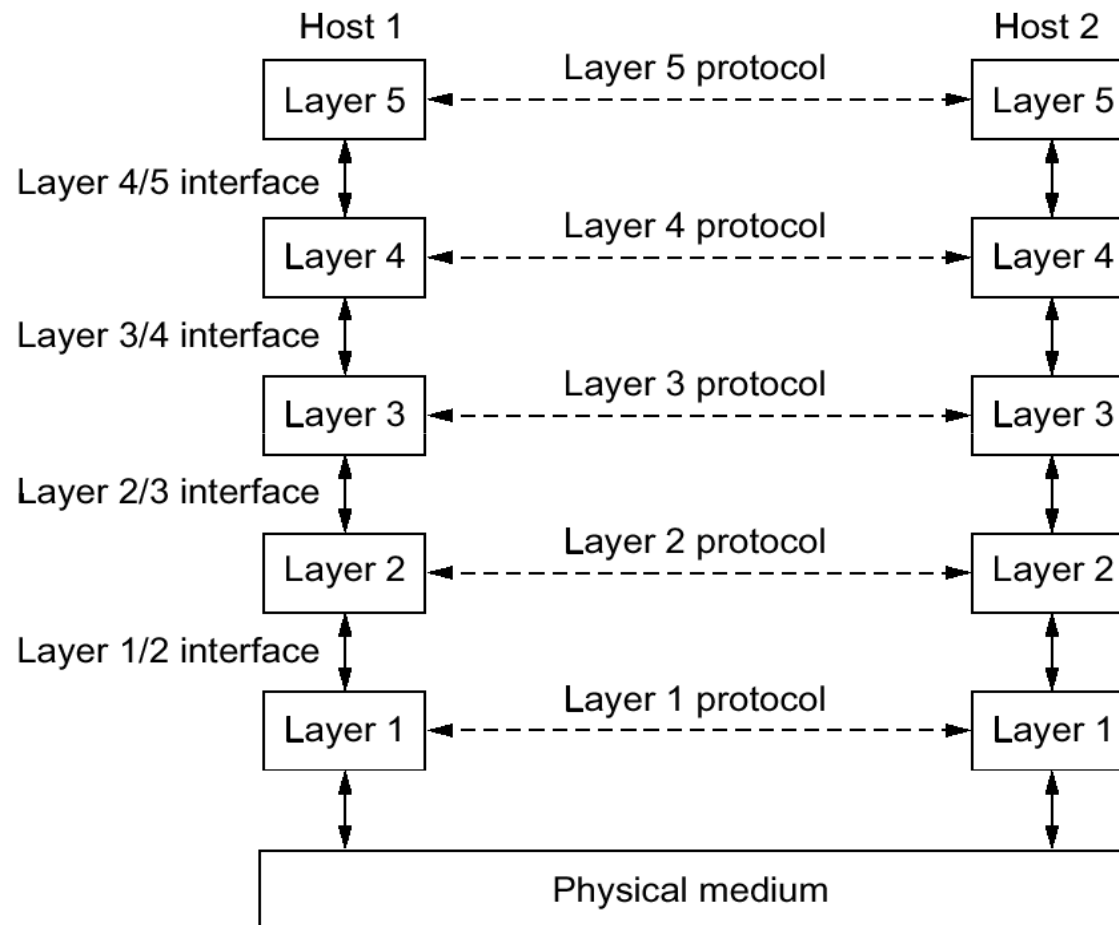 Host 1
Host 2
Layer 5 protocol
Layer 5
Layer 5
Layer 4/5 interface
Layer 4 protocol
Layer 4
Layer 4
Layer 3/4 interface
Layer 3 protocol
Layer 3
Layer 3
Layer 2/3 interface
Layer 2 protocol
Layer 2
Layer 2
Layer 1/2 interface
Layer 1 protocol
Layer 1
Layer 1
Physical medium